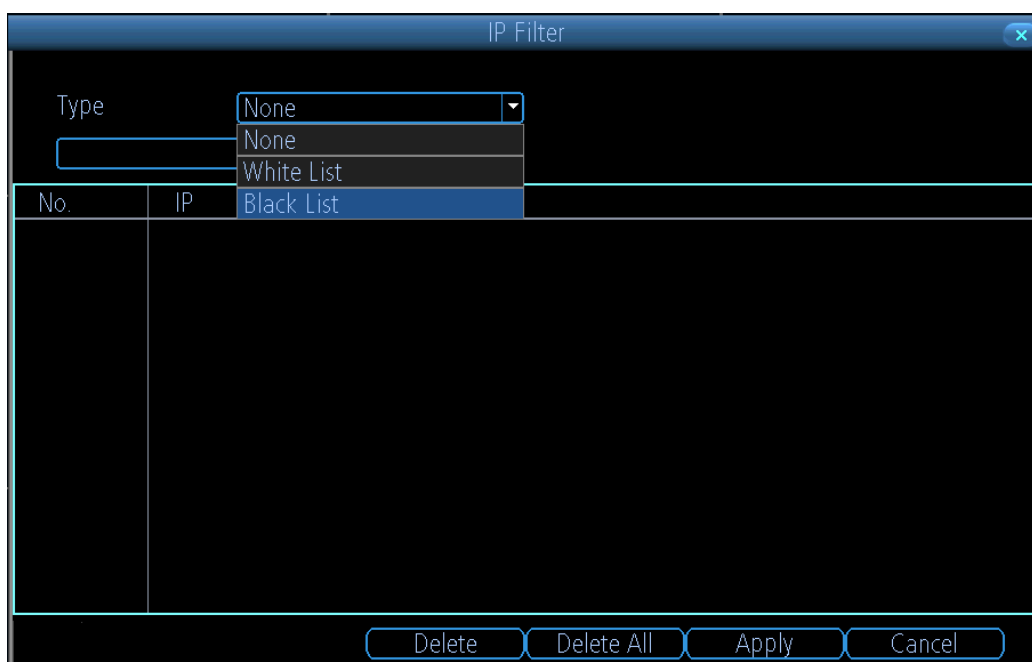 IP Filter
Type None
None
White List
No. IP Black List
Delete Delete All Apply Cancel